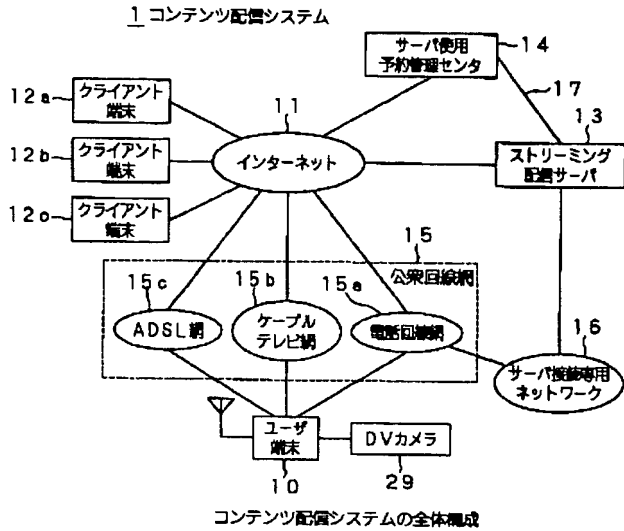 1 コンテンツ配信システム
サーバ使用
予約管理センタ
14
12a
クライアント
端末
11
17
13
12b
クライアント
端末
インターネット
ストリーミング
配信サーバ
12c
クライアント
端末
15
公衆回線網
15c
15b
15a
ADSL網
ケーブル
テレビ網
電話回線網
16
サーバ接続専用
ネットワーク
ユーザ
端末
DVカメラ
10
29
コンテンツ配信システムの全体構成